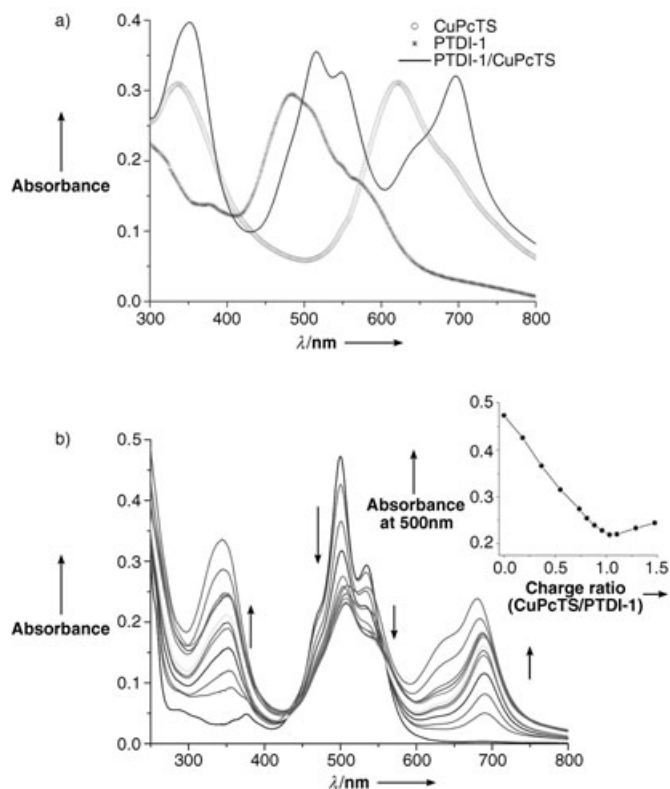 a)
0.4
0.3
0.2
0.1
0.0
Absorbance
CuPcTS
PTDI-1
PTDI-1/CuPcTS
300 400 500 600 700 800
λ/nm
b)
0.5
0.4
0.3
0.2
0.1
0.0
Absorbance
Absorbance
at 500nm
0.5
0.4
0.3
0.2
0.0 0.5 1.0 1.5
Charge ratio
(CuPcTS/PTDI-1)
300 400 500 600 700 800
λ/nm